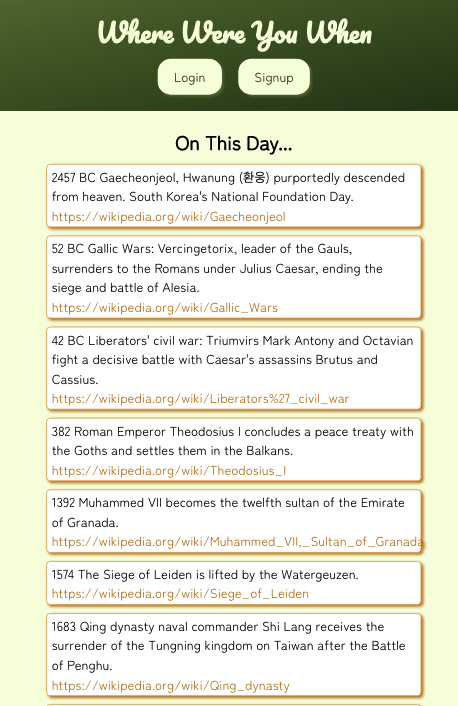 Where Were You When
Login
Signup
On This Day...
2457 BC Gaecheonjeol, Hwanung (환웅) purportedly descended
from heaven. South Korea's National Foundation Day.
https://wikipedia.org/wiki/Gaecheonjeol
52 BC Gallic Wars: Vercingetorix, leader of the Gauls,
surrenders to the Romans under Julius Caesar, ending the
siege and battle of Alesia.
https://wikipedia.org/wiki/Gallic_Wars
42 BC Liberators' civil war: Triumvirs Mark Antony and Octavian
fight a decisive battle with Caesar's assassins Brutus and
Cassius.
https://wikipedia.org/wiki/Liberators%27_civil_war
382 Roman Emperor Theodosius I concludes a peace treaty with
the Goths and settles them in the Balkans.
https://wikipedia.org/wiki/Theodosius_I
1392 Muhammed VII becomes the twelfth sultan of the Emirate
of Granada.
https://wikipedia.org/wiki/Muhammed_VII,_Sultan_of_Granada
1574 The Siege of Leiden is lifted by the Watergeuzen.
https://wikipedia.org/wiki/Siege_of_Leiden
1683 Qing dynasty naval commander Shi Lang receives the
surrender of the Tungning kingdom on Taiwan after the Battle
of Penghu.
https://wikipedia.org/wiki/Qing_dynasty